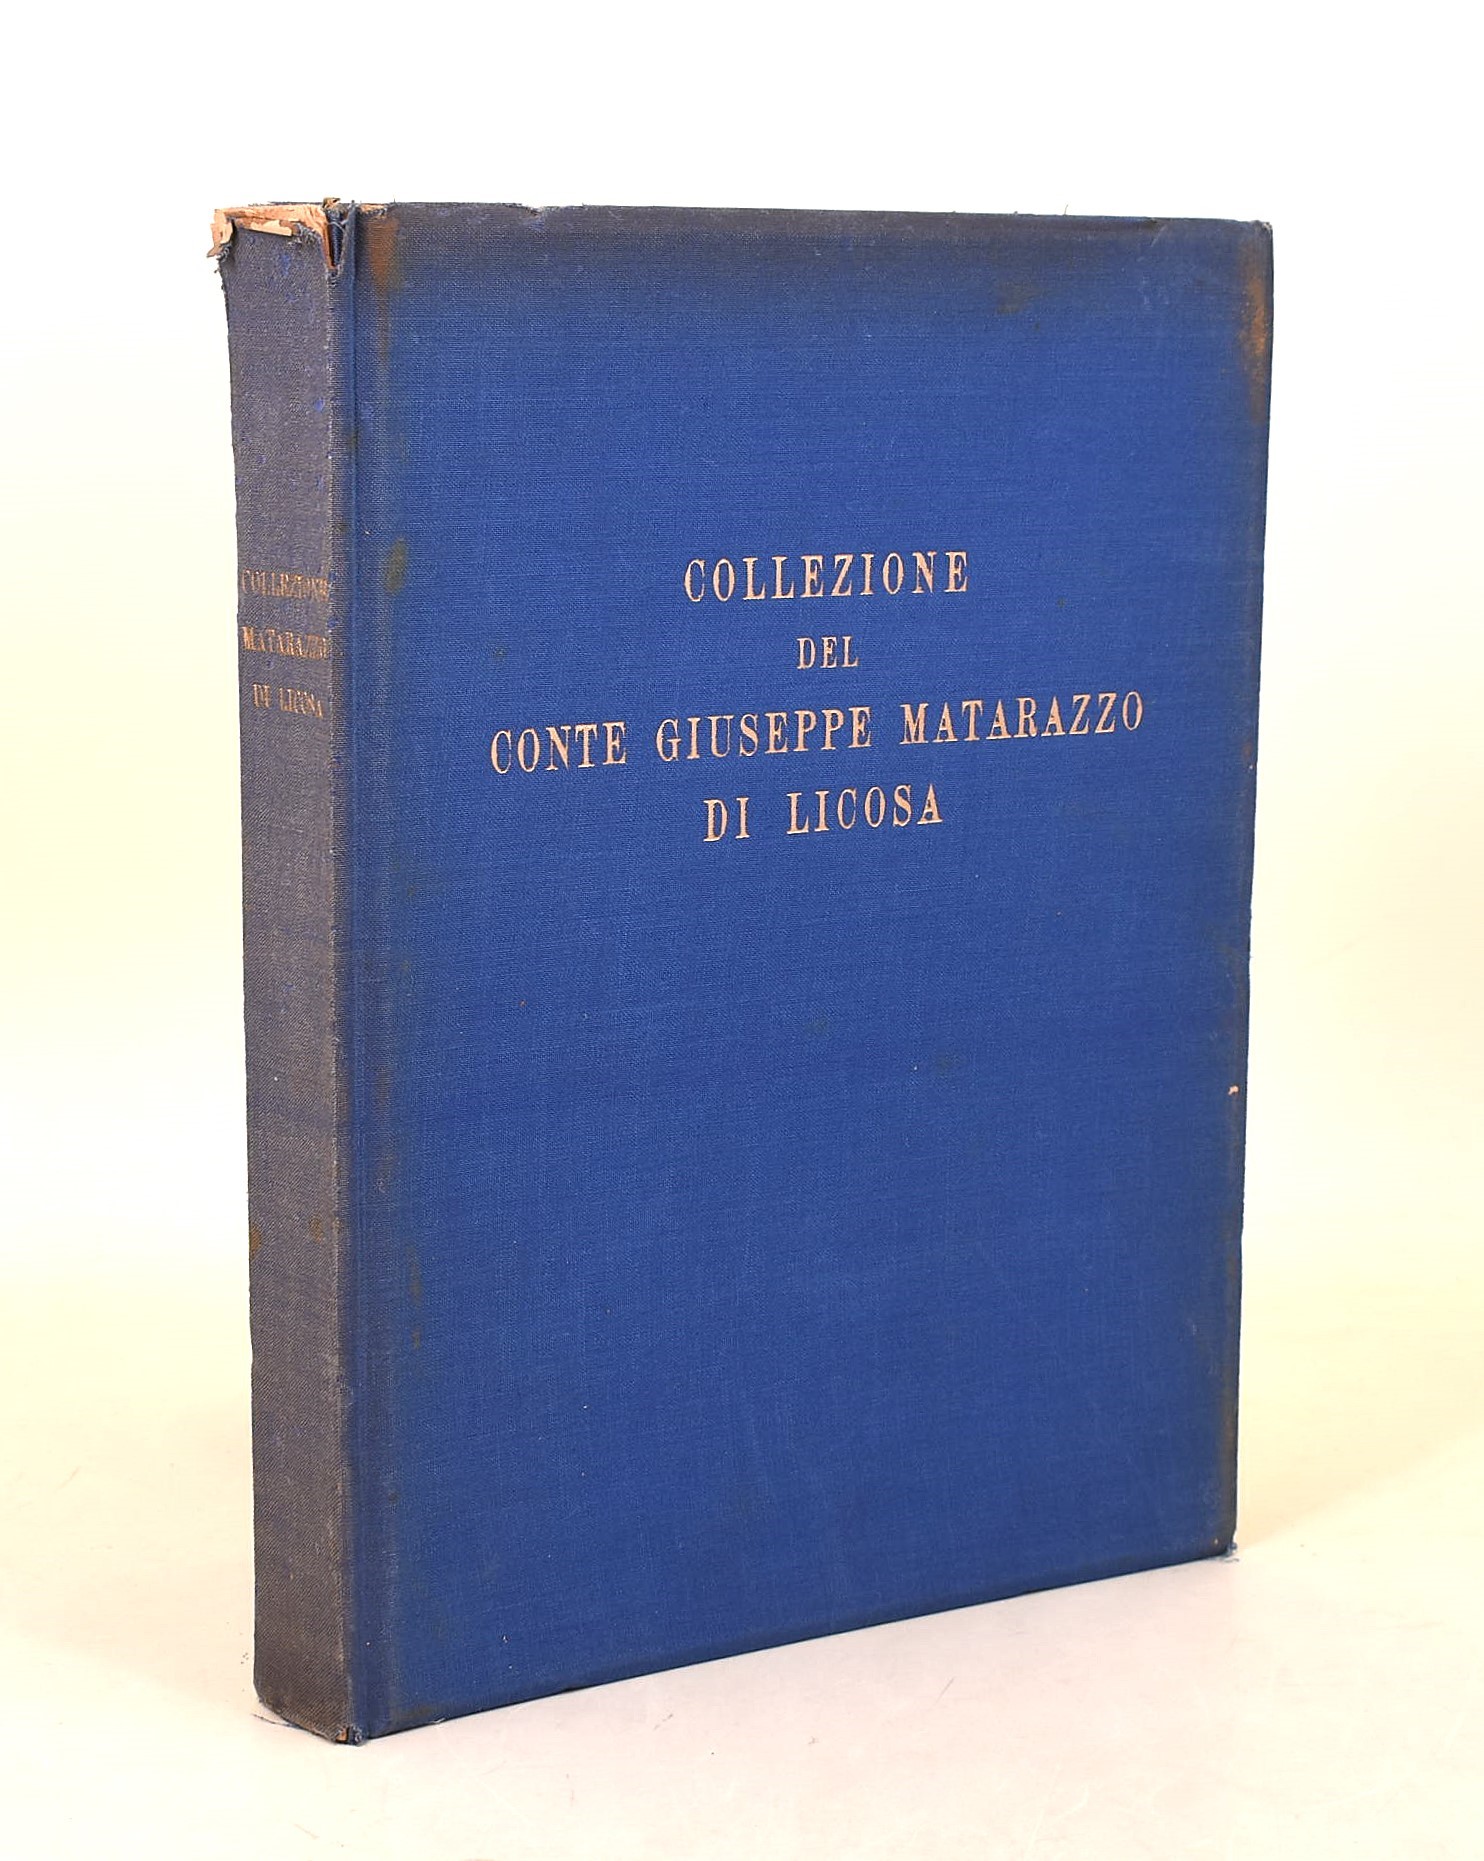 COLLEZIONE
MATARAZZO
DI LICOSA
COLLEZIONE
DEL
CONTE GIUSEPPE MATARAZZO
DI LICOSA